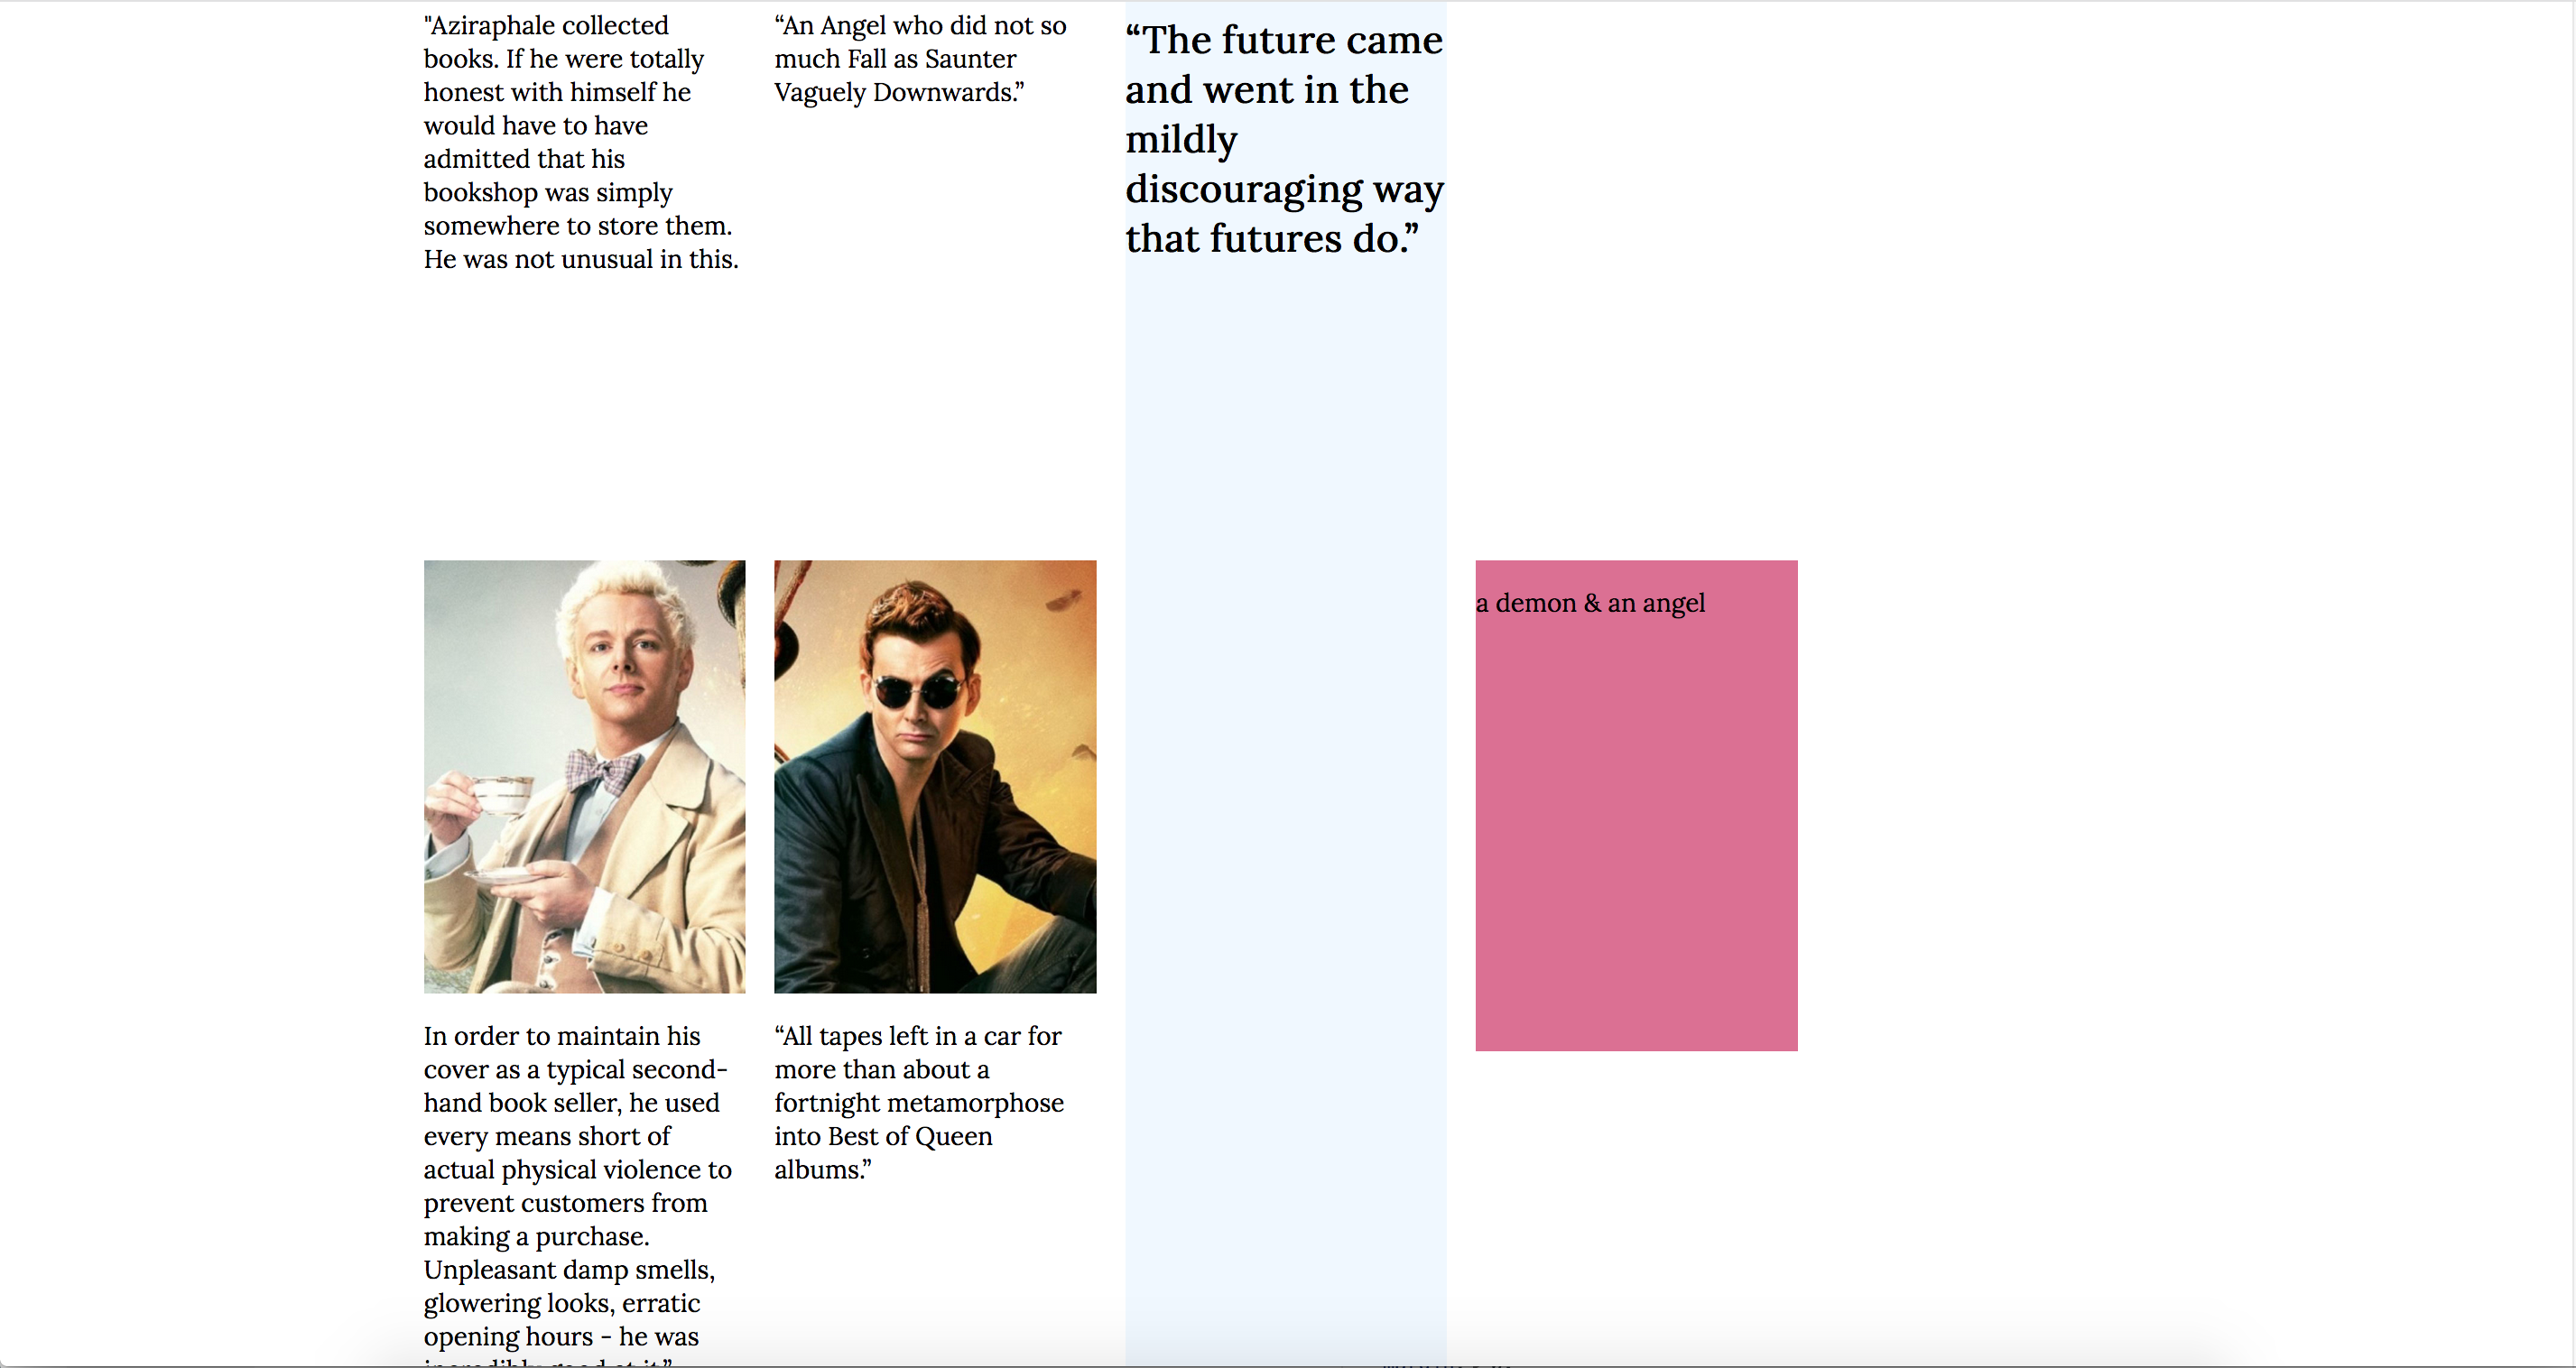 "Aziraphale collected
books. If he were totally
honest with himself he
would have to have
admitted that his
bookshop was simply
somewhere to store them.
He was not unusual in this.
“An Angel who did not so
much Fall as Saunter
Vaguely Downwards.”
“The future came
and went in the
mildly
discouraging way
that futures do.”
a demon & an angel
In order to maintain his
cover as a typical second-
hand book seller, he used
every means short of
actual physical violence to
prevent customers from
making a purchase.
Unpleasant damp smells,
glowering looks, erratic
opening hours - he was
incredibly good at it.”
“All tapes left in a car for
more than about a
fortnight metamorphose
into Best of Queen
albums.”